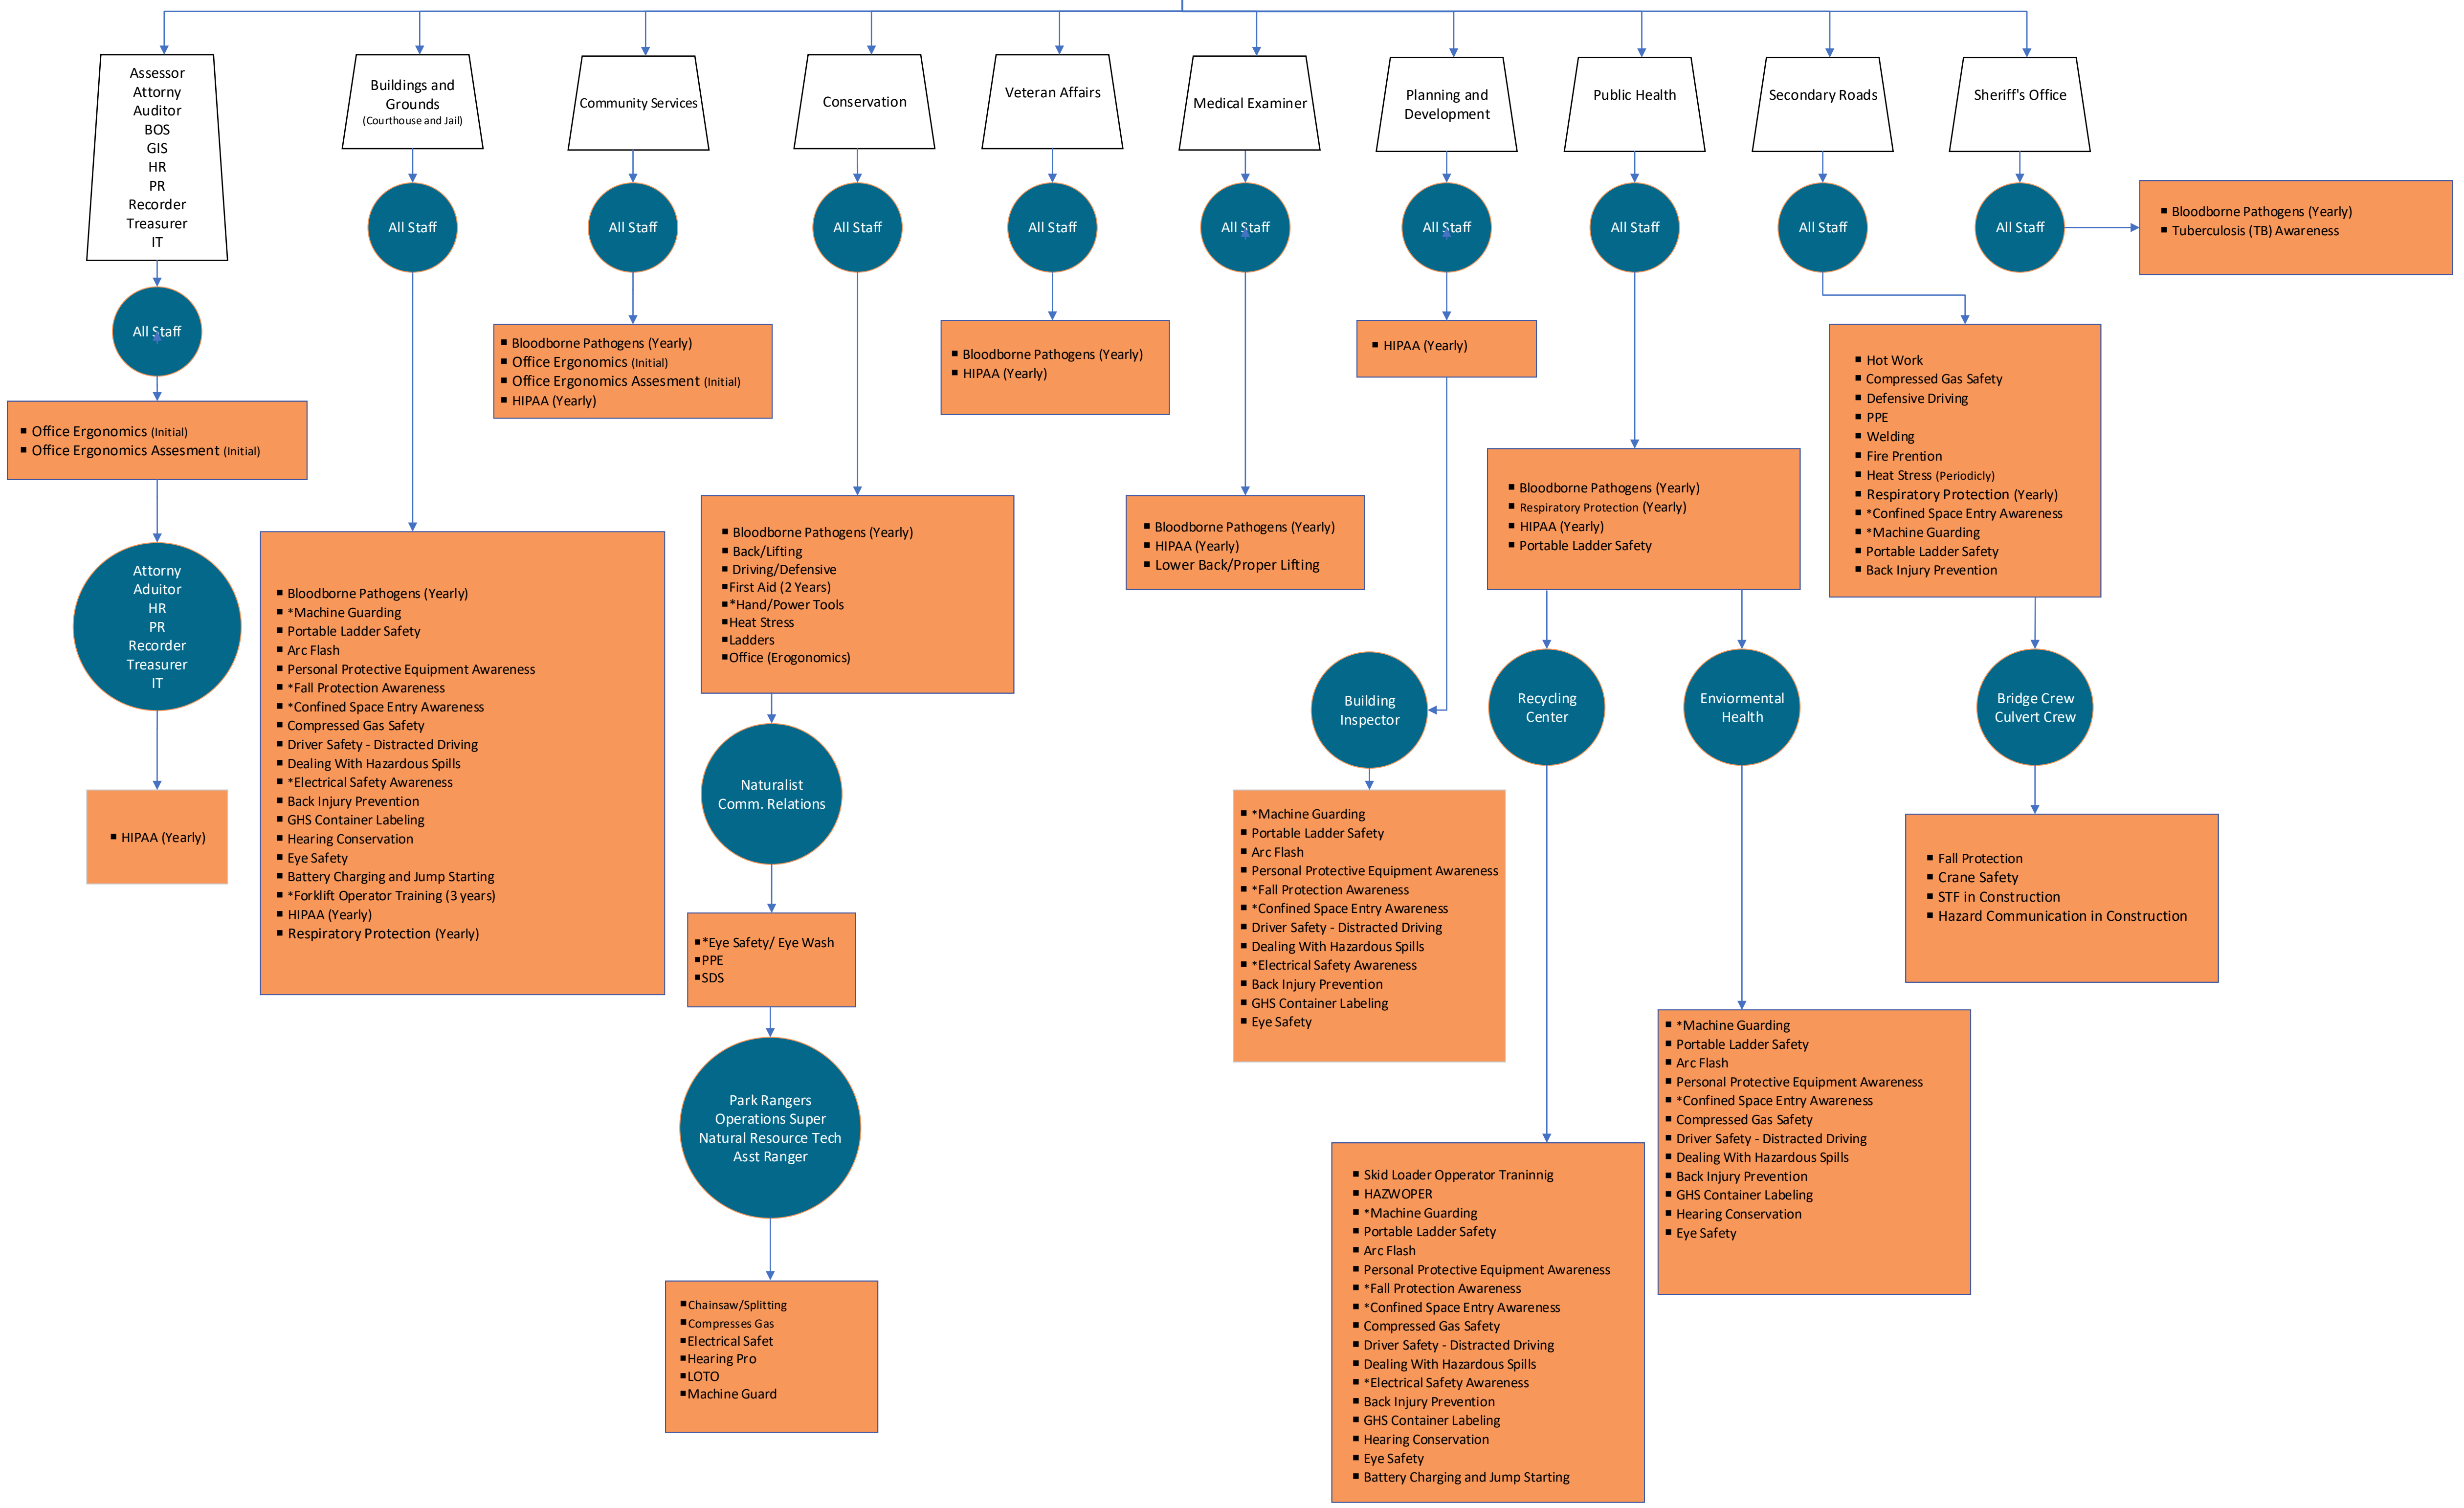 Assessor
Attorny
Auditor
BOS
GIS
HR
PR
Recorder
Treasurer
IT
All Staff
▪ Office Ergonomics (Initial)
▪ Office Ergonomics Assesment (Initial)
Attorny
Aduitor
HR
PR
Recorder
Treasurer
IT
▪ HIPAA (Yearly)
Buildings and
Grounds
(Courthouse and Jail)
All Staff
▪ Bloodborne Pathogens (Yearly)
▪ *Machine Guarding
▪ Portable Ladder Safety
▪ Arc Flash
▪ Personal Protective Equipment Awareness
▪ *Fall Protection Awareness
▪ *Confined Space Entry Awareness
▪ Compressed Gas Safety
▪ Driver Safety - Distracted Driving
▪ Dealing With Hazardous Spills
▪ *Electrical Safety Awareness
▪ Back Injury Prevention
▪ GHS Container Labeling
▪ Hearing Conservation
▪ Eye Safety
▪ Battery Charging and Jump Starting
▪ *Forklift Operator Training (3 years)
▪ HIPAA (Yearly)
▪ Respiratory Protection (Yearly)
Community Services
All Staff
▪ Bloodborne Pathogens (Yearly)
▪ Office Ergonomics (Initial)
▪ Office Ergonomics Assesment (Initial)
▪ HIPAA (Yearly)
Conservation
All Staff
▪ Bloodborne Pathogens (Yearly)
▪ Back/Lifting
▪ Driving/Defensive
▪First Aid (2 Years)
▪*Hand/Power Tools
▪Heat Stress
▪Ladders
▪Office (Erogonomics)
Naturalist
Comm. Relations
▪*Eye Safety/ Eye Wash
▪PPE
▪SDS
Park Rangers
Operations Super
Natural Resource Tech
Asst Ranger
▪Chainsaw/Splitting
▪Compresses Gas
▪Electrical Safet
▪Hearing Pro
▪LOTO
▪Machine Guard
Veteran Affairs
All Staff
▪ Bloodborne Pathogens (Yearly)
▪ HIPAA (Yearly)
Medical Examiner
All Staff
▪ Bloodborne Pathogens (Yearly)
▪ HIPAA (Yearly)
▪ Lower Back/Proper Lifting
Planning and
Development
All Staff
▪ HIPAA (Yearly)
Building
Inspector
▪ *Machine Guarding
▪ Portable Ladder Safety
▪ Arc Flash
▪ Personal Protective Equipment Awareness
▪ *Fall Protection Awareness
▪ *Confined Space Entry Awareness
▪ Driver Safety - Distracted Driving
▪ Dealing With Hazardous Spills
▪ *Electrical Safety Awareness
▪ Back Injury Prevention
▪ GHS Container Labeling
▪ Eye Safety
Public Health
All Staff
▪ Bloodborne Pathogens (Yearly)
▪ Respiratory Protection (Yearly)
▪ HIPAA (Yearly)
▪ Portable Ladder Safety
Recycling
Center
▪ Skid Loader Opperator Traninnig
▪ HAZWOPER
▪ *Machine Guarding
▪ Portable Ladder Safety
▪ Arc Flash
▪ Personal Protective Equipment Awareness
▪ *Fall Protection Awareness
▪ *Confined Space Entry Awareness
▪ Compressed Gas Safety
▪ Driver Safety - Distracted Driving
▪ Dealing With Hazardous Spills
▪ *Electrical Safety Awareness
▪ Back Injury Prevention
▪ GHS Container Labeling
▪ Hearing Conservation
▪ Eye Safety
▪ Battery Charging and Jump Starting
Enviormental
Health
▪ *Machine Guarding
▪ Portable Ladder Safety
▪ Arc Flash
▪ Personal Protective Equipment Awareness
▪ *Confined Space Entry Awareness
▪ Compressed Gas Safety
▪ Driver Safety - Distracted Driving
▪ Dealing With Hazardous Spills
▪ Back Injury Prevention
▪ GHS Container Labeling
▪ Hearing Conservation
▪ Eye Safety
Secondary Roads
All Staff
▪ Hot Work
▪ Compressed Gas Safety
▪ Defensive Driving
▪ PPE
▪ Welding
▪ Fire Prention
▪ Heat Stress (Periodicly)
▪ Respiratory Protection (Yearly)
▪ *Confined Space Entry Awareness
▪ *Machine Guarding
▪ Portable Ladder Safety
▪ Back Injury Prevention
Bridge Crew
Culvert Crew
▪ Fall Protection
▪ Crane Safety
▪ STF in Construction
▪ Hazard Communication in Construction
Sheriff's Office
All Staff
▪ Bloodborne Pathogens (Yearly)
▪ Tuberculosis (TB) Awareness